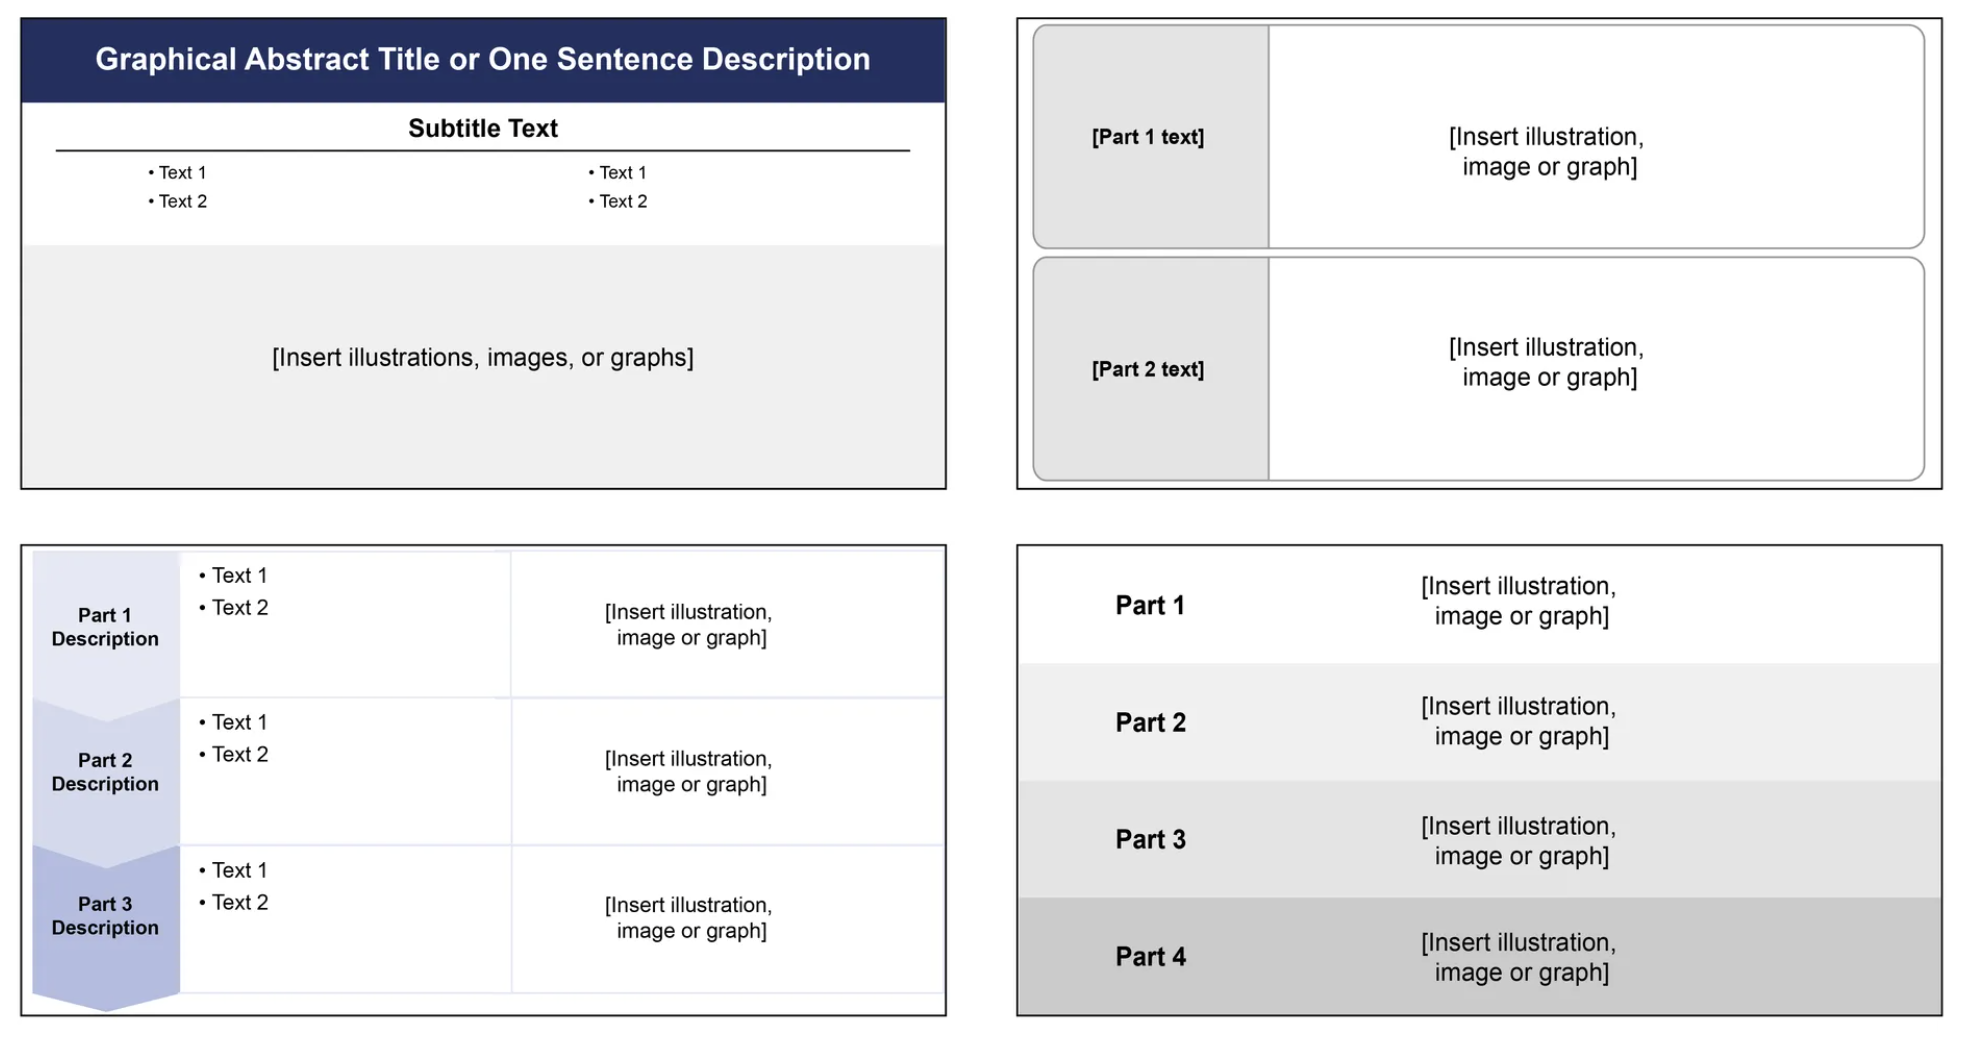 Graphical Abstract Title or One Sentence Description
Subtitle Text
• Text 1
• Text 2
• Text 1
• Text 2
[Insert illustrations, images, or graphs]
[Part 1 text]
[Insert illustration,
image or graph]
[Part 2 text]
[Insert illustration,
image or graph]
Part 1
Description
• Text 1
• Text 2
[Insert illustration,
image or graph]
Part 2
Description
• Text 1
• Text 2
[Insert illustration,
image or graph]
Part 3
Description
• Text 1
• Text 2
[Insert illustration,
image or graph]
Part 1
[Insert illustration,
image or graph]
Part 2
[Insert illustration,
image or graph]
Part 3
[Insert illustration,
image or graph]
Part 4
[Insert illustration,
image or graph]